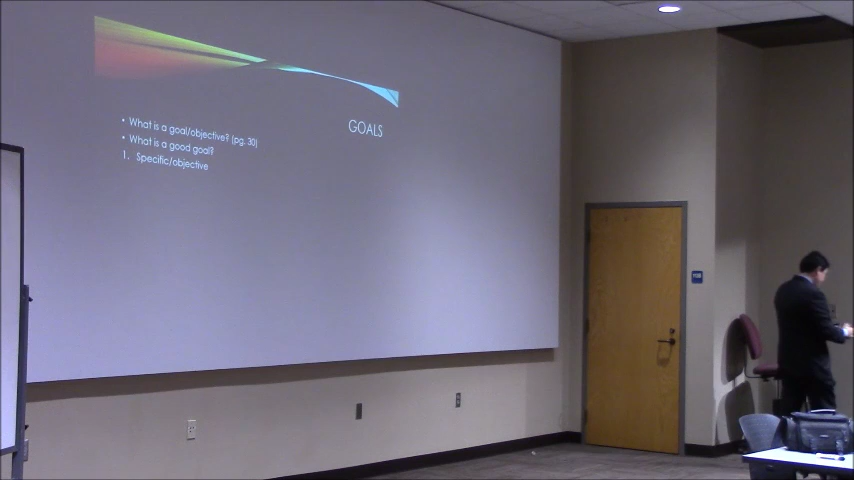 GOALS
• What is a goal/objective? (pg. 30)
• What is a good goal?
1. Specific/objective